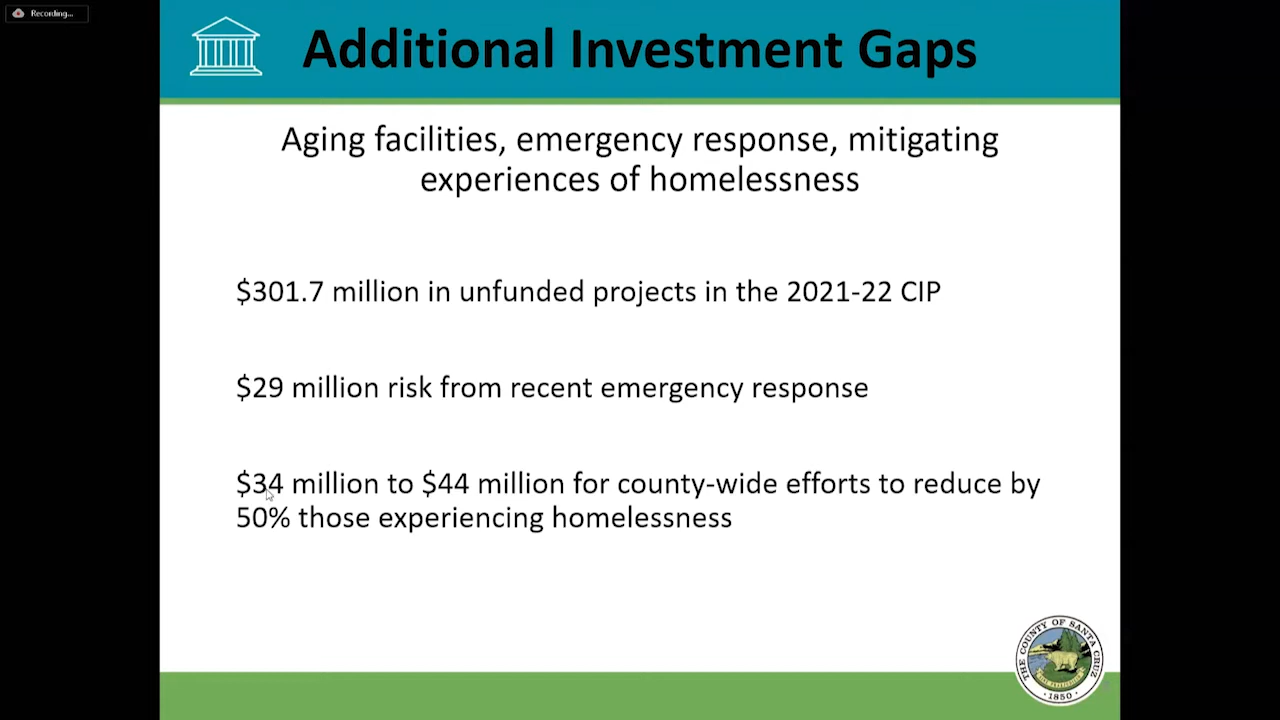 Recording...
Additional Investment Gaps
Aging facilities, emergency response, mitigating
experiences of homelessness
$301.7 million in unfunded projects in the 2021-22 CIP
$29 million risk from recent emergency response
$34 million to $44 million for county-wide efforts to reduce by
50% those experiencing homelessness
THE COUNTY OF SANTA CRUZ
1850